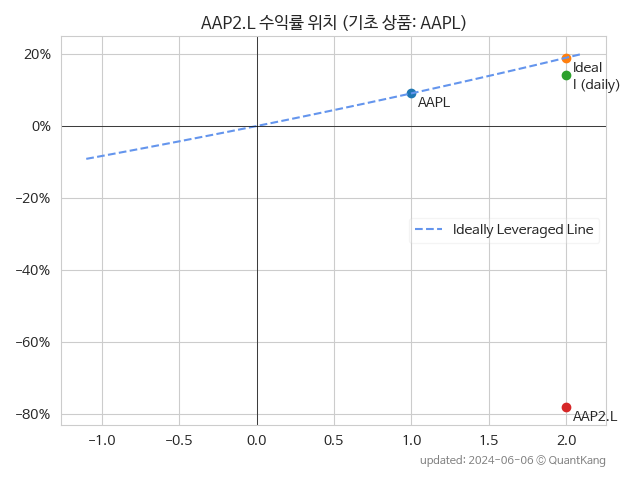 AAP2.L 수익률 위치 (기초 상품: AAPL)
20%
0%
−20%
−40%
−60%
−80%
Ideal
l (daily)
AAPL
Ideally Leveraged Line
AAP2.L
−1.0 −0.5 0.0 0.5 1.0 1.5 2.0
updated: 2024-06-06 © QuantKang